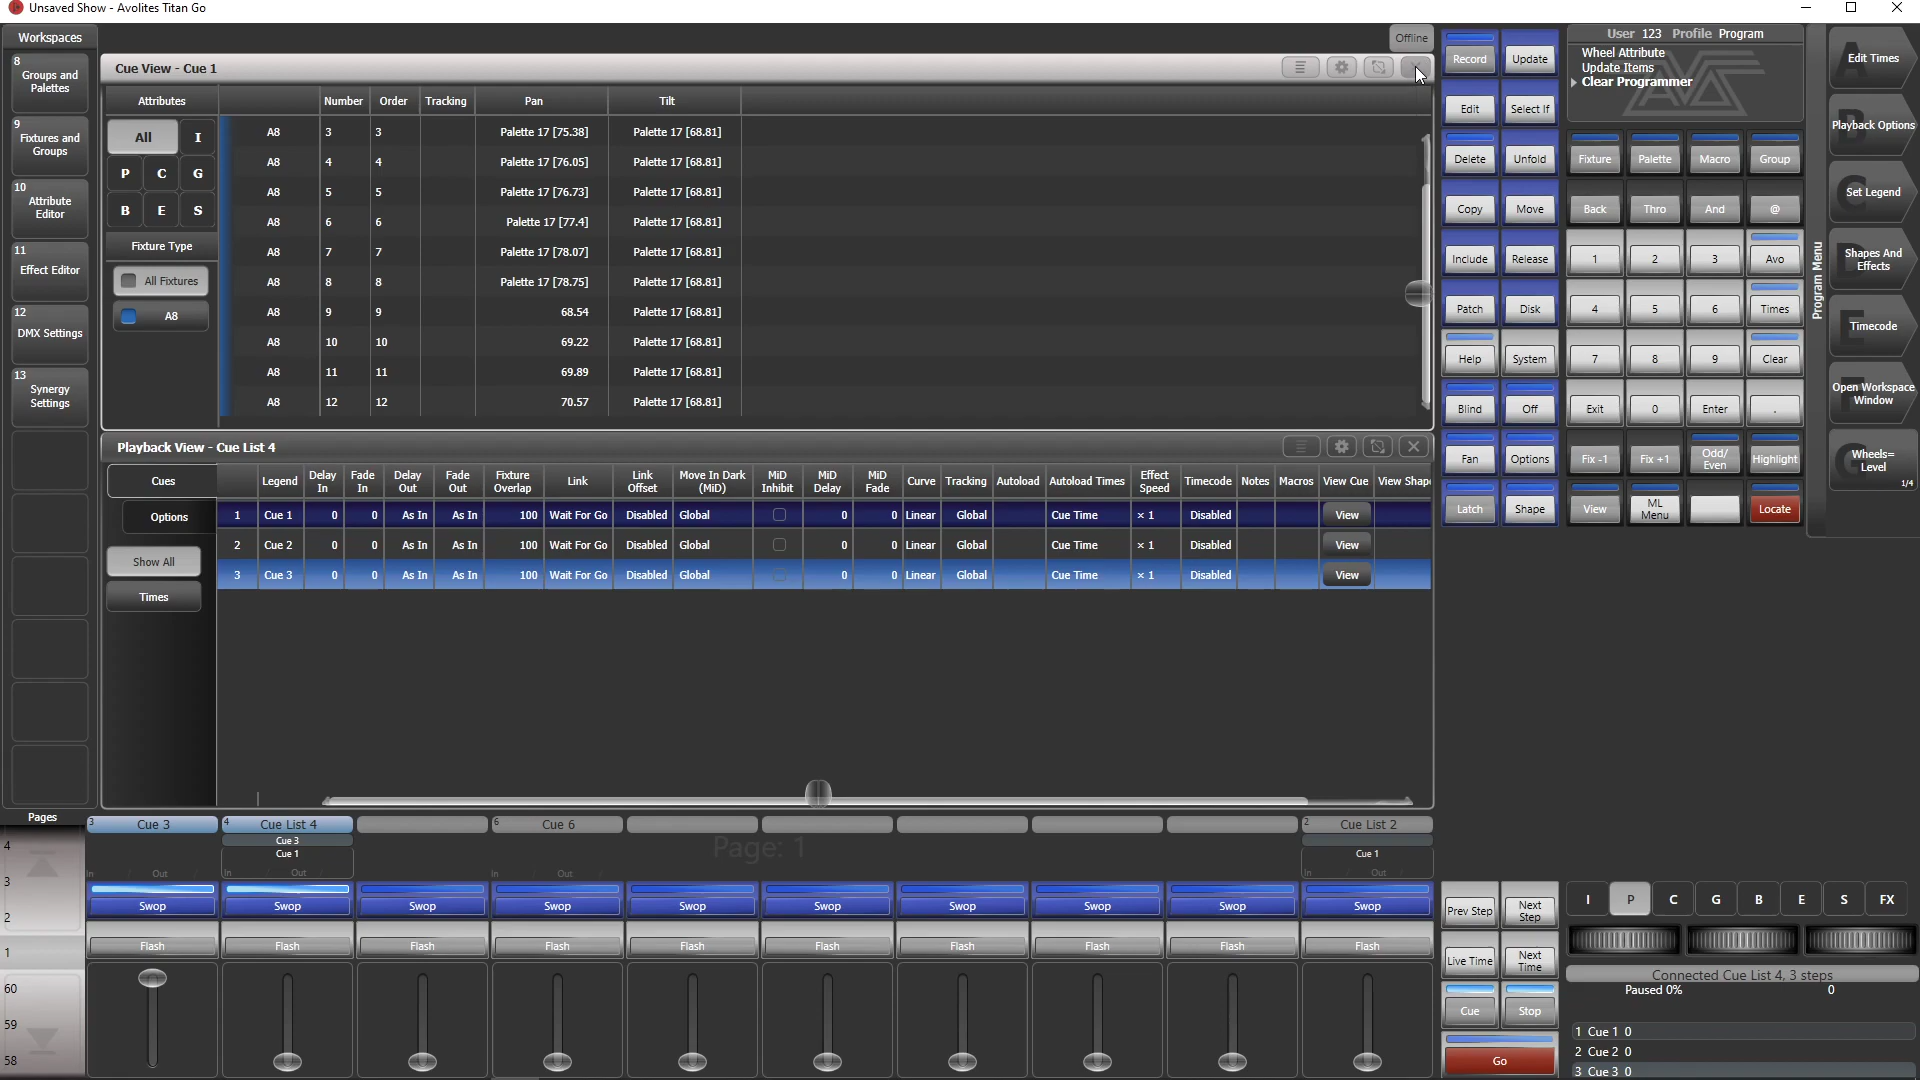 Unsaved Show - Avolites Titan Go
Workspaces
8
Groups and
Palettes
9
Fixtures and
Groups
10
Attribute
Editor
11
Effect Editor
12
DMX Settings
13
Synergy
Settings
Offline
Cue View - Cue 1
Attributes
All
I
P
C
G
B
E
S
Fixture Type
All Fixtures
A8
Number Order Tracking Pan Tilt
A8 3 3 Palette 17 [75.38] Palette 17 [68.81]
A8 4 4 Palette 17 [76.05] Palette 17 [68.81]
A8 5 5 Palette 17 [76.73] Palette 17 [68.81]
A8 6 6 Palette 17 [77.4] Palette 17 [68.81]
A8 7 7 Palette 17 [78.07] Palette 17 [68.81]
A8 8 8 Palette 17 [78.75] Palette 17 [68.81]
A8 9 9 68.54 Palette 17 [68.81]
A8 10 10 69.22 Palette 17 [68.81]
A8 11 11 69.89 Palette 17 [68.81]
A8 12 12 70.57 Palette 17 [68.81]
Playback View - Cue List 4
Cues
Options
Show All
Times
Legend Delay In Fade In Delay Out Fade Out Fixture Overlap Link Link Offset Move In Dark (MiD) MiD Inhibit MiD Delay MiD Fade Curve Tracking Autoload Autoload Times Effect Speed Timecode Notes Macros View Cue View Shap
1 Cue 1 0 0 As In As In 100 Wait For Go Disabled Global 0 0 Linear Global Cue Time × 1 Disabled View
2 Cue 2 0 0 As In As In 100 Wait For Go Disabled Global 0 0 Linear Global Cue Time × 1 Disabled View
3 Cue 3 0 0 As In As In 100 Wait For Go Disabled Global 0 0 Linear Global Cue Time × 1 Disabled View
Record Update
Edit Select If
Delete Unfold
Copy Move
Include Release
Patch Disk
Help System
Blind Off
Fan Options
Latch Shape
User 123 Profile Program
Wheel Attribute
Update Items
Clear Programmer
Fixture Palette Macro Group
Back Thro And @
1 2 3 Avo
4 5 6 Times
7 8 9 Clear
Exit 0 Enter .
Fix -1 Fix +1 Odd/
Even Highlight
View ML
Menu Locate
Program Menu
A
Edit Times
B
Playback Options
C
Set Legend
D
Shapes And
Effects
E
Timecode
F
Open Workspace
Window
G
Wheels=
Level
1/4
Pages
4
3
2
1
60
59
58
3 Cue 3
4 Cue List 4
Cue 3
Cue 1
6 Cue 6
2 Cue List 2
Cue 1
Page: 1
In / Out In / Out In / Out In / Out
Swop Swop Swop Swop Swop Swop Swop Swop Swop Swop
Flash Flash Flash Flash Flash Flash Flash Flash Flash Flash
Prev Step Next
Step
Live Time Next
Time
Cue Stop
Go
I P C G B E S FX
Connected Cue List 4, 3 steps
Paused 0% 0
1 Cue 1 0
2 Cue 2 0
3 Cue 3 0